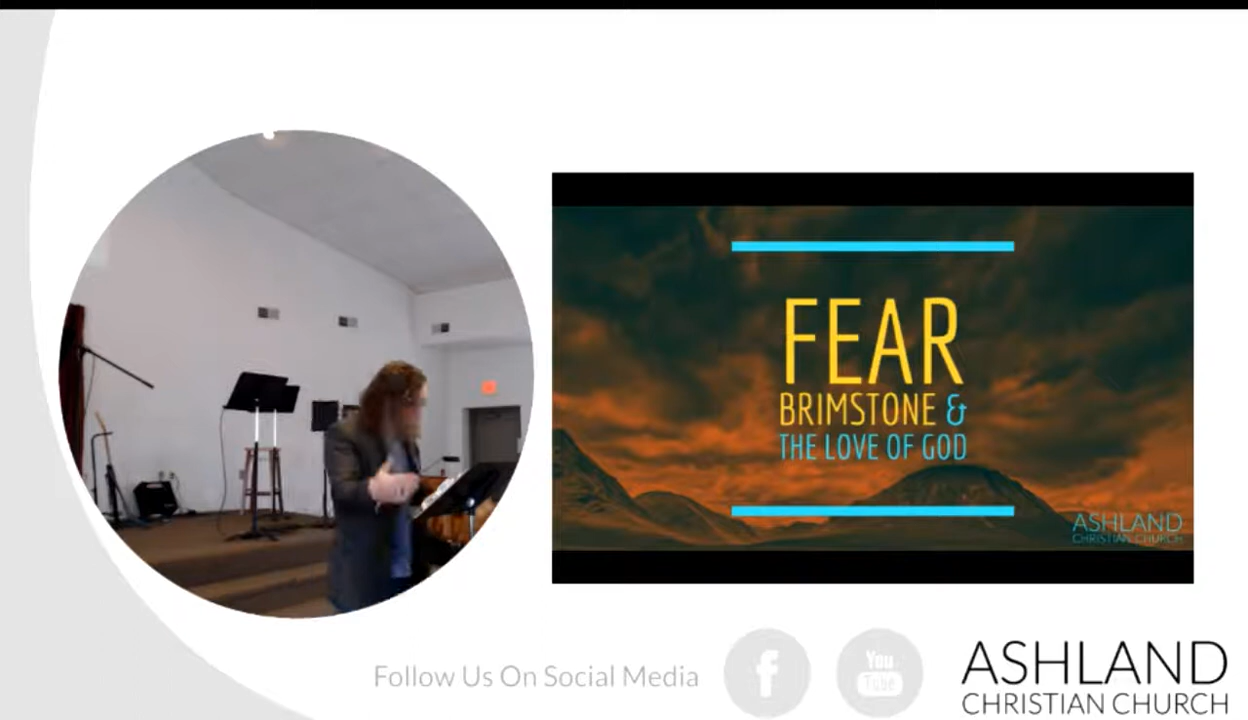 FEAR
BRIMSTONE &
THE LOVE OF GOD
ASHLAND
CHRISTIAN CHURCH
Follow Us On Social Media
f
You
Tube
ASHLAND
CHRISTIAN CHURCH